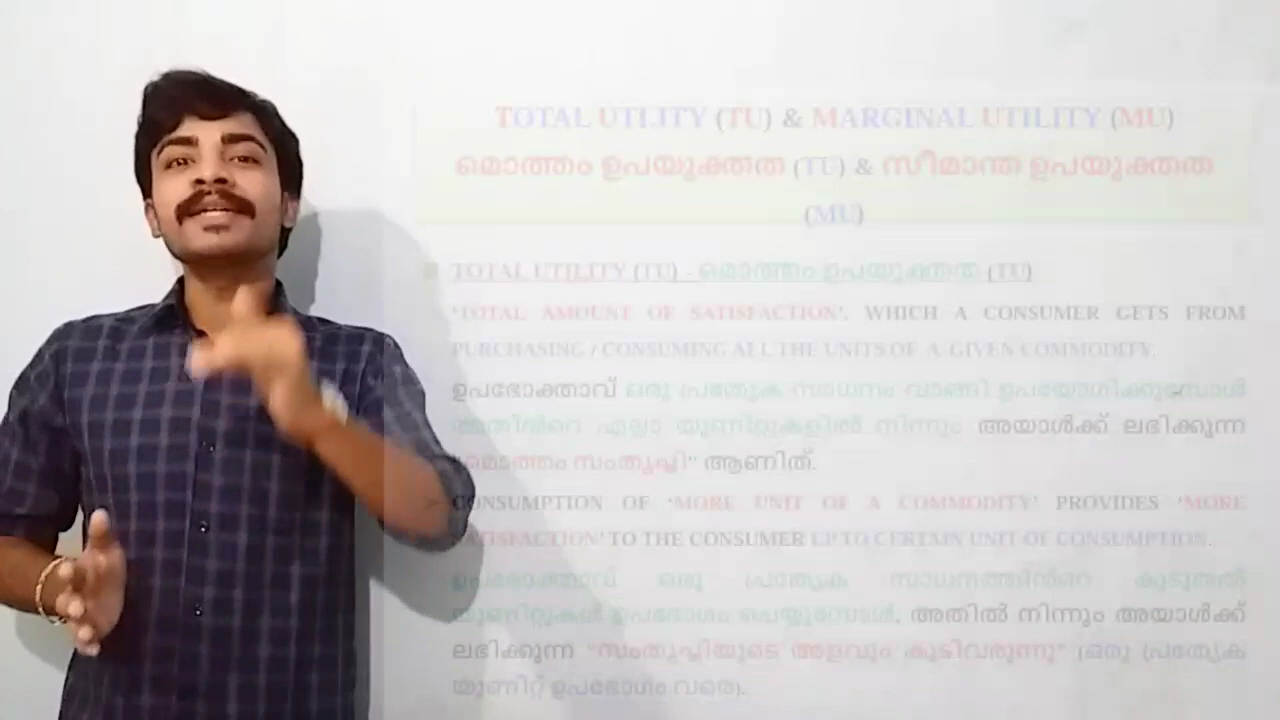 TOTAL UTLITY (TU) & MARGINAL UTILITY (MU)
മൊത്തം ഉപയുക്തത (TU) & സീമാന്ത ഉപയുക്തത
(MU)
TOTAL UTILITY (TU) - മൊത്തം ഉപയുക്തത (TU)
‘TOTAL AMOUNT OF SATISFACTION’, WHICH A CONSUMER GETS FROM
PURCHASING / CONSUMING ALL THE UNITS OF A GIVEN COMMODITY.
ഉപഭോക്താവ് ഒരു പ്രത്യേക സാധനം വാങ്ങി ഉപയോഗിക്കുമ്പോൾ
അതിൻറെ എല്ലാ യൂണിറ്റുകളിൽ നിന്നും അയാൾക്ക് ലഭിക്കുന്ന
“മൊത്തം സംതൃപ്തി” ആണിത്.
CONSUMPTION OF ‘MORE UNIT OF A COMMODITY’ PROVIDES ‘MORE
SATISFACTION’ TO THE CONSUMER UP TO CERTAIN UNIT OF CONSUMPTION.
ഉപഭോക്താവ് ഒരു പ്രത്യേക സാധനത്തിൻറെ കൂടുതൽ
യൂണിറ്റുകൾ ഉപഭോഗം ചെയ്യുമ്പോൾ, അതിൽ നിന്നും അയാൾക്ക്
ലഭിക്കുന്ന “സംതൃപ്തിയുടെ അളവും കൂടിവരുന്നു” (ഒരു പ്രത്യേക
യൂണിറ്റ് ഉപഭോഗം വരെ).